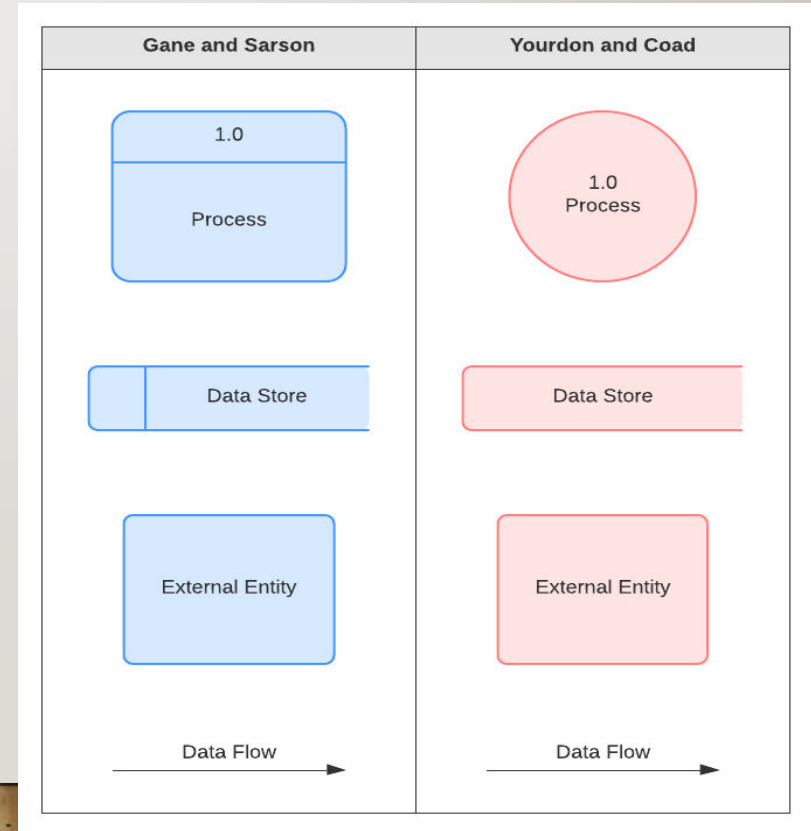 Gane and Sarson
Yourdon and Coad
1.0
Process
1.0
Process
Data Store
Data Store
External Entity
External Entity
Data Flow
Data Flow